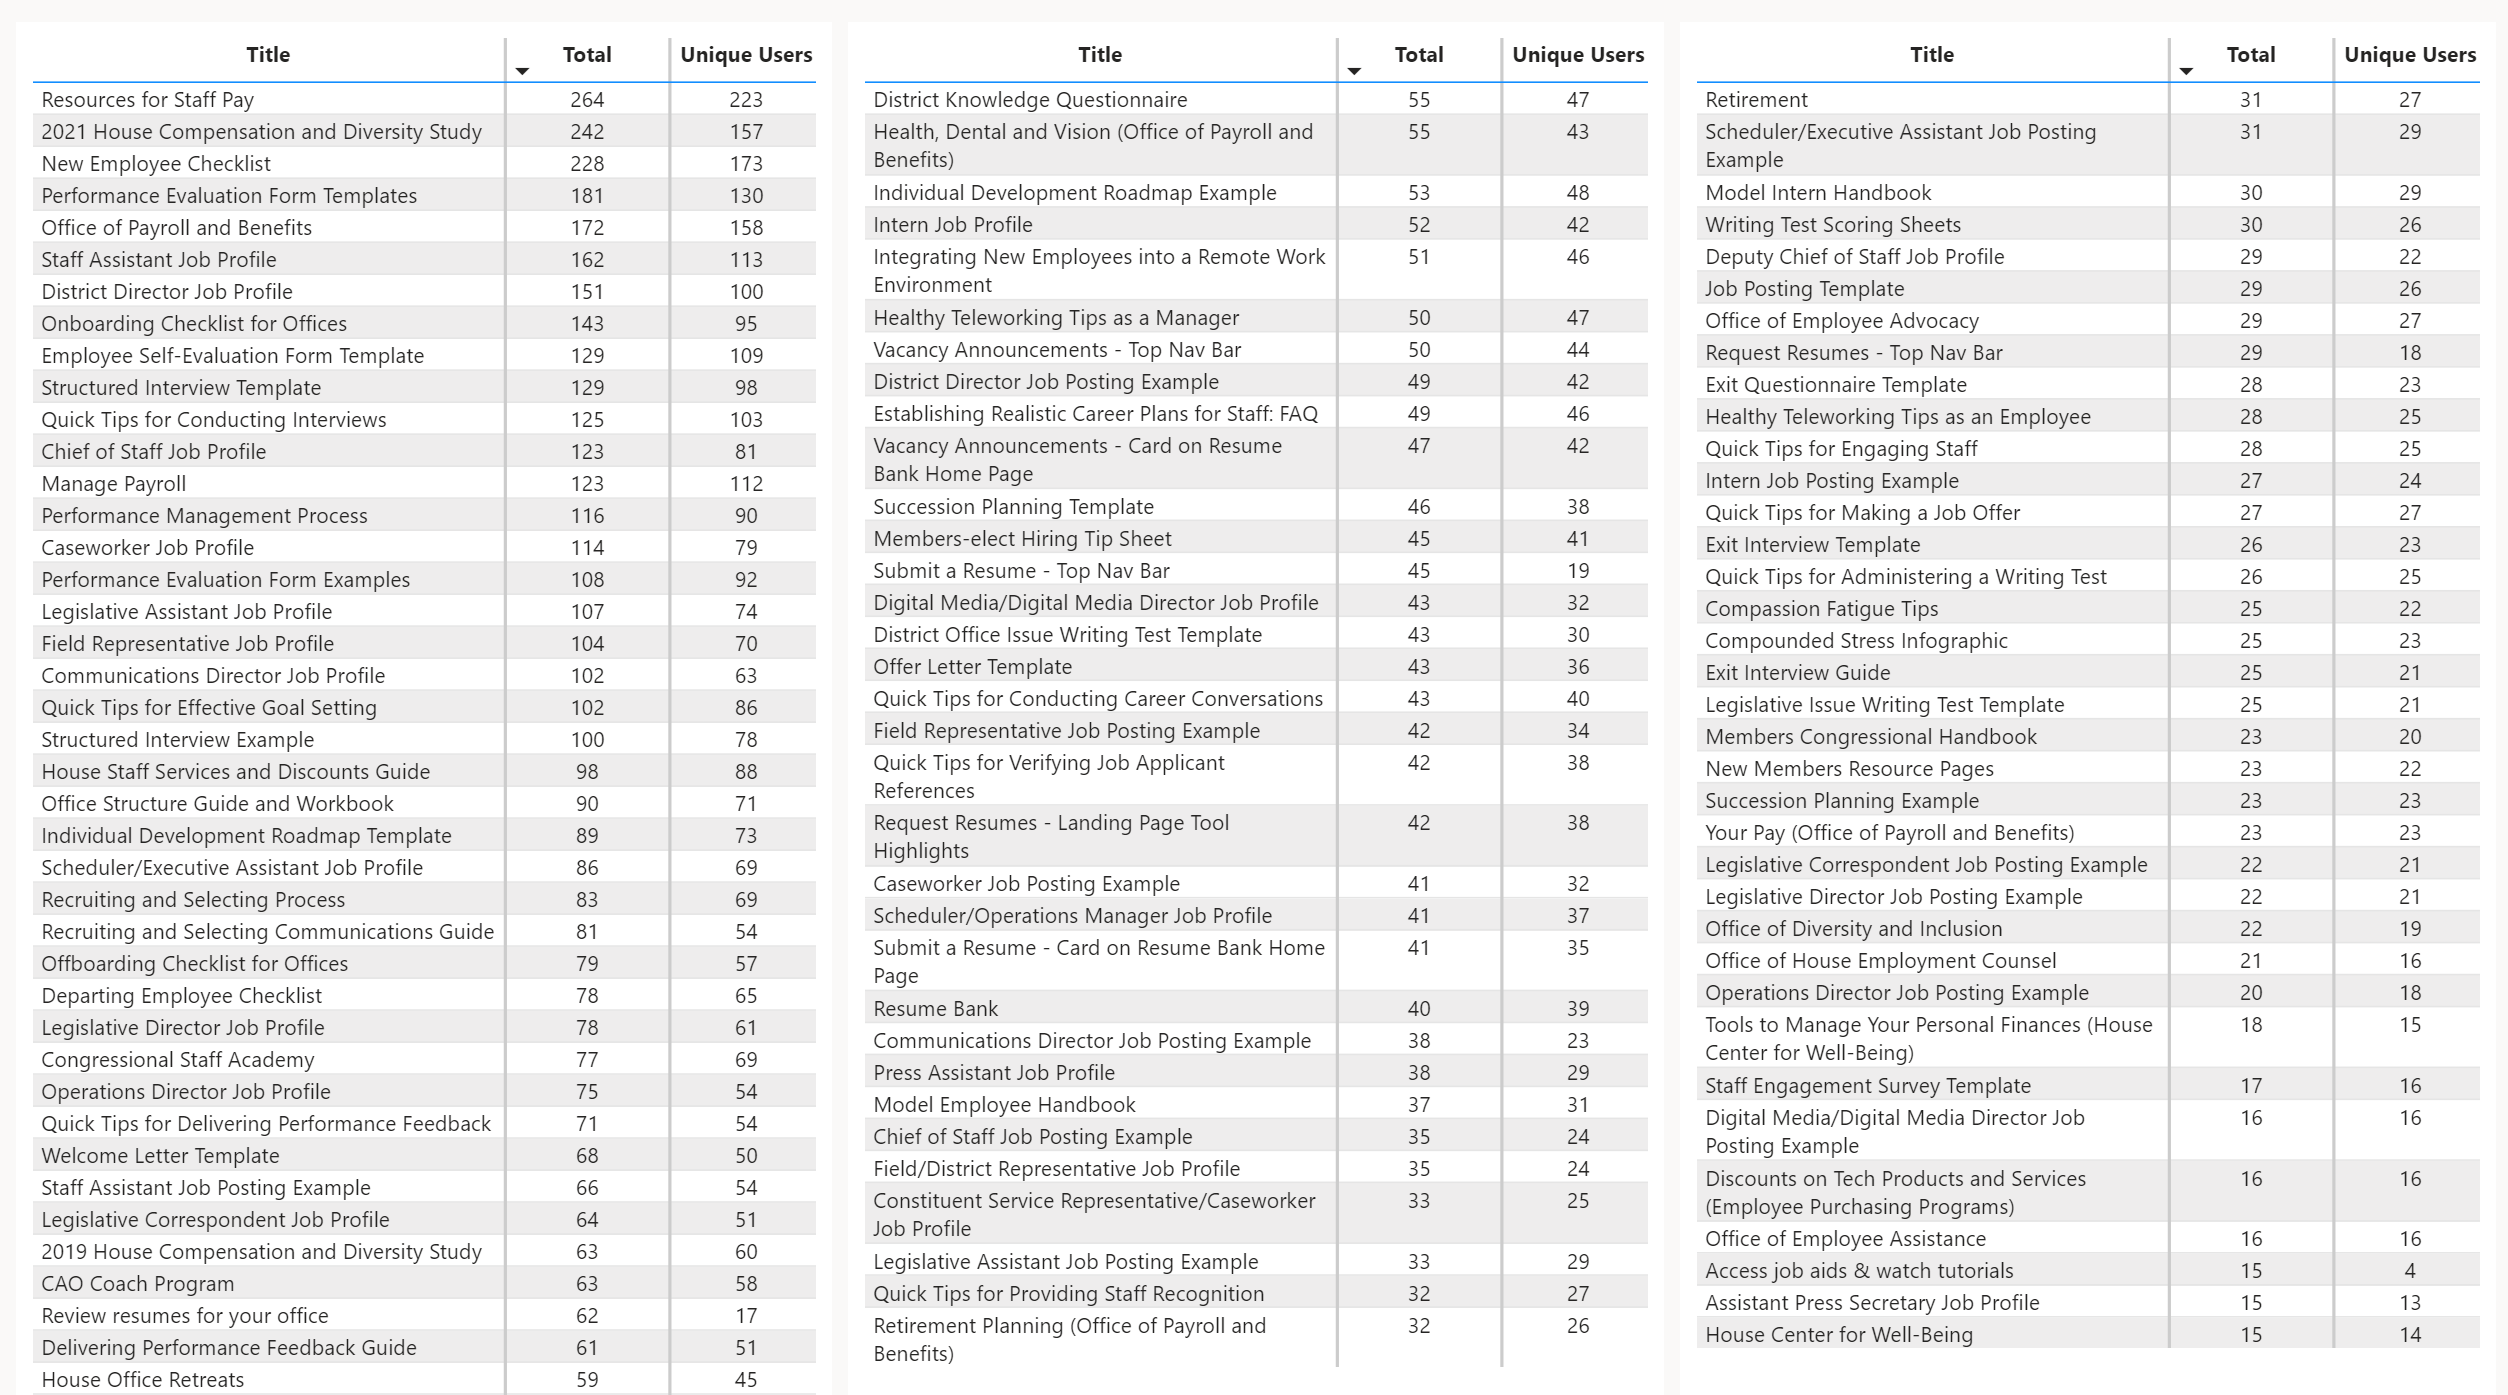 Title Total Unique Users
Resources for Staff Pay 264 223
2021 House Compensation and Diversity Study 242 157
New Employee Checklist 228 173
Performance Evaluation Form Templates 181 130
Office of Payroll and Benefits 172 158
Staff Assistant Job Profile 162 113
District Director Job Profile 151 100
Onboarding Checklist for Offices 143 95
Employee Self-Evaluation Form Template 129 109
Structured Interview Template 129 98
Quick Tips for Conducting Interviews 125 103
Chief of Staff Job Profile 123 81
Manage Payroll 123 112
Performance Management Process 116 90
Caseworker Job Profile 114 79
Performance Evaluation Form Examples 108 92
Legislative Assistant Job Profile 107 74
Field Representative Job Profile 104 70
Communications Director Job Profile 102 63
Quick Tips for Effective Goal Setting 102 86
Structured Interview Example 100 78
House Staff Services and Discounts Guide 98 88
Office Structure Guide and Workbook 90 71
Individual Development Roadmap Template 89 73
Scheduler/Executive Assistant Job Profile 86 69
Recruiting and Selecting Process 83 69
Recruiting and Selecting Communications Guide 81 54
Offboarding Checklist for Offices 79 57
Departing Employee Checklist 78 65
Legislative Director Job Profile 78 61
Congressional Staff Academy 77 69
Operations Director Job Profile 75 54
Quick Tips for Delivering Performance Feedback 71 54
Welcome Letter Template 68 50
Staff Assistant Job Posting Example 66 54
Legislative Correspondent Job Profile 64 51
2019 House Compensation and Diversity Study 63 60
CAO Coach Program 63 58
Review resumes for your office 62 17
Delivering Performance Feedback Guide 61 51
House Office Retreats 59 45
Title Total Unique Users
District Knowledge Questionnaire 55 47
Health, Dental and Vision (Office of Payroll and 55 43
Benefits)
Individual Development Roadmap Example 53 48
Intern Job Profile 52 42
Integrating New Employees into a Remote Work 51 46
Environment
Healthy Teleworking Tips as a Manager 50 47
Vacancy Announcements - Top Nav Bar 50 44
District Director Job Posting Example 49 42
Establishing Realistic Career Plans for Staff: FAQ 49 46
Vacancy Announcements - Card on Resume 47 42
Bank Home Page
Succession Planning Template 46 38
Members-elect Hiring Tip Sheet 45 41
Submit a Resume - Top Nav Bar 45 19
Digital Media/Digital Media Director Job Profile 43 32
District Office Issue Writing Test Template 43 30
Offer Letter Template 43 36
Quick Tips for Conducting Career Conversations 43 40
Field Representative Job Posting Example 42 34
Quick Tips for Verifying Job Applicant 42 38
References
Request Resumes - Landing Page Tool 42 38
Highlights
Caseworker Job Posting Example 41 32
Scheduler/Operations Manager Job Profile 41 37
Submit a Resume - Card on Resume Bank Home 41 35
Page
Resume Bank 40 39
Communications Director Job Posting Example 38 23
Press Assistant Job Profile 38 29
Model Employee Handbook 37 31
Chief of Staff Job Posting Example 35 24
Field/District Representative Job Profile 35 24
Constituent Service Representative/Caseworker 33 25
Job Profile
Legislative Assistant Job Posting Example 33 29
Quick Tips for Providing Staff Recognition 32 27
Retirement Planning (Office of Payroll and 32 26
Benefits)
Title Total Unique Users
Retirement 31 27
Scheduler/Executive Assistant Job Posting 31 29
Example
Model Intern Handbook 30 29
Writing Test Scoring Sheets 30 26
Deputy Chief of Staff Job Profile 29 22
Job Posting Template 29 26
Office of Employee Advocacy 29 27
Request Resumes - Top Nav Bar 29 18
Exit Questionnaire Template 28 23
Healthy Teleworking Tips as an Employee 28 25
Quick Tips for Engaging Staff 28 25
Intern Job Posting Example 27 24
Quick Tips for Making a Job Offer 27 27
Exit Interview Template 26 23
Quick Tips for Administering a Writing Test 26 25
Compassion Fatigue Tips 25 22
Compounded Stress Infographic 25 23
Exit Interview Guide 25 21
Legislative Issue Writing Test Template 25 21
Members Congressional Handbook 23 20
New Members Resource Pages 23 22
Succession Planning Example 23 23
Your Pay (Office of Payroll and Benefits) 23 23
Legislative Correspondent Job Posting Example 22 21
Legislative Director Job Posting Example 22 21
Office of Diversity and Inclusion 22 19
Office of House Employment Counsel 21 16
Operations Director Job Posting Example 20 18
Tools to Manage Your Personal Finances (House 18 15
Center for Well-Being)
Staff Engagement Survey Template 17 16
Digital Media/Digital Media Director Job 16 16
Posting Example
Discounts on Tech Products and Services 16 16
(Employee Purchasing Programs)
Office of Employee Assistance 16 16
Access job aids & watch tutorials 15 4
Assistant Press Secretary Job Profile 15 13
House Center for Well-Being 15 14